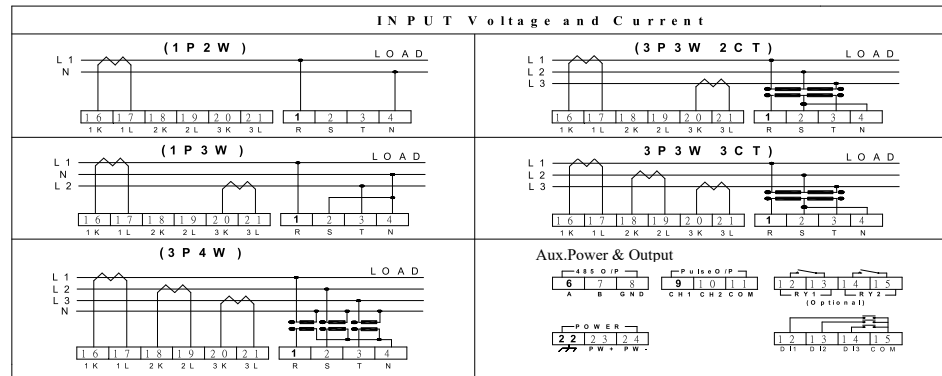 INPUT Voltage and Current
(1P2W)
L1 LOAD
N
16 17 18 19 20 21 1 2 3 4
1K 1L 2K 2L 3K 3L R S T N
(3P3W 2CT)
L1 LOAD
L2
L3
16 17 18 19 20 21 1 2 3 4
1K 1L 2K 2L 3K 3L R S T N
(1P3W)
L1 LOAD
N
L2
16 17 18 19 20 21 1 2 3 4
1K 1L 2K 2L 3K 3L R S T N
3P3W 3CT)
L1 LOAD
L2
L3
16 17 18 19 20 21 1 2 3 4
1K 1L 2K 2L 3K 3L R S T N
(3P4W)
L1 LOAD
L2
L3
N
16 17 18 19 20 21 1 2 3 4
1K 1L 2K 2L 3K 3L R S T N
Aux.Power & Output
485O/P PulseO/P
6 7 8 9 10 11 12 13 14 15
A B GND CH1 CH2 COM RY1 RY2
(Optional)
POWER
22 23 24 12 13 14 15
PW+ PW- DI1 DI2 DI3 COM